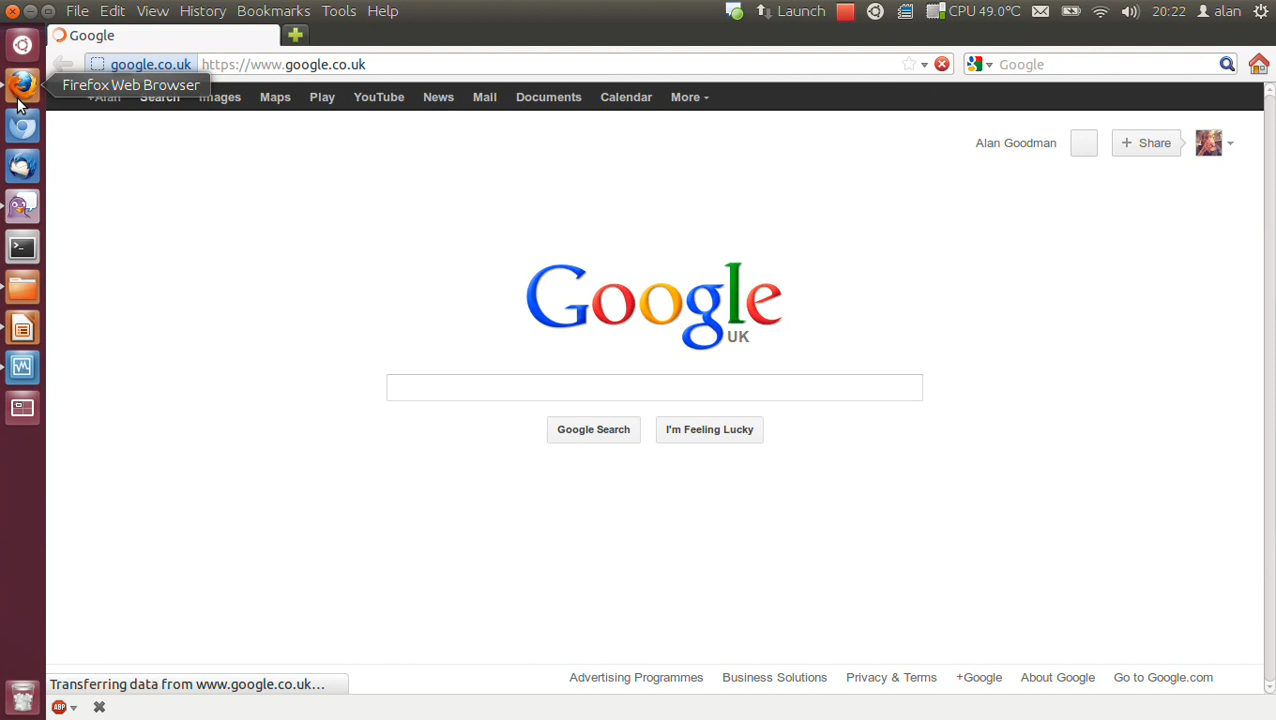 File Edit View History Bookmarks Tools Help Launch CPU 49.0℃ 20:22 alan
Google
google.co.uk https://www.google.co.uk Google
Firefox Web Browser
+Alan Search Images Maps Play YouTube News Mail Documents Calendar More
Alan Goodman + Share
Google
UK
Google Search I'm Feeling Lucky
Advertising Programmes Business Solutions Privacy & Terms +Google About Google Go to Google.com
Transferring data from www.google.co.uk...
ABP